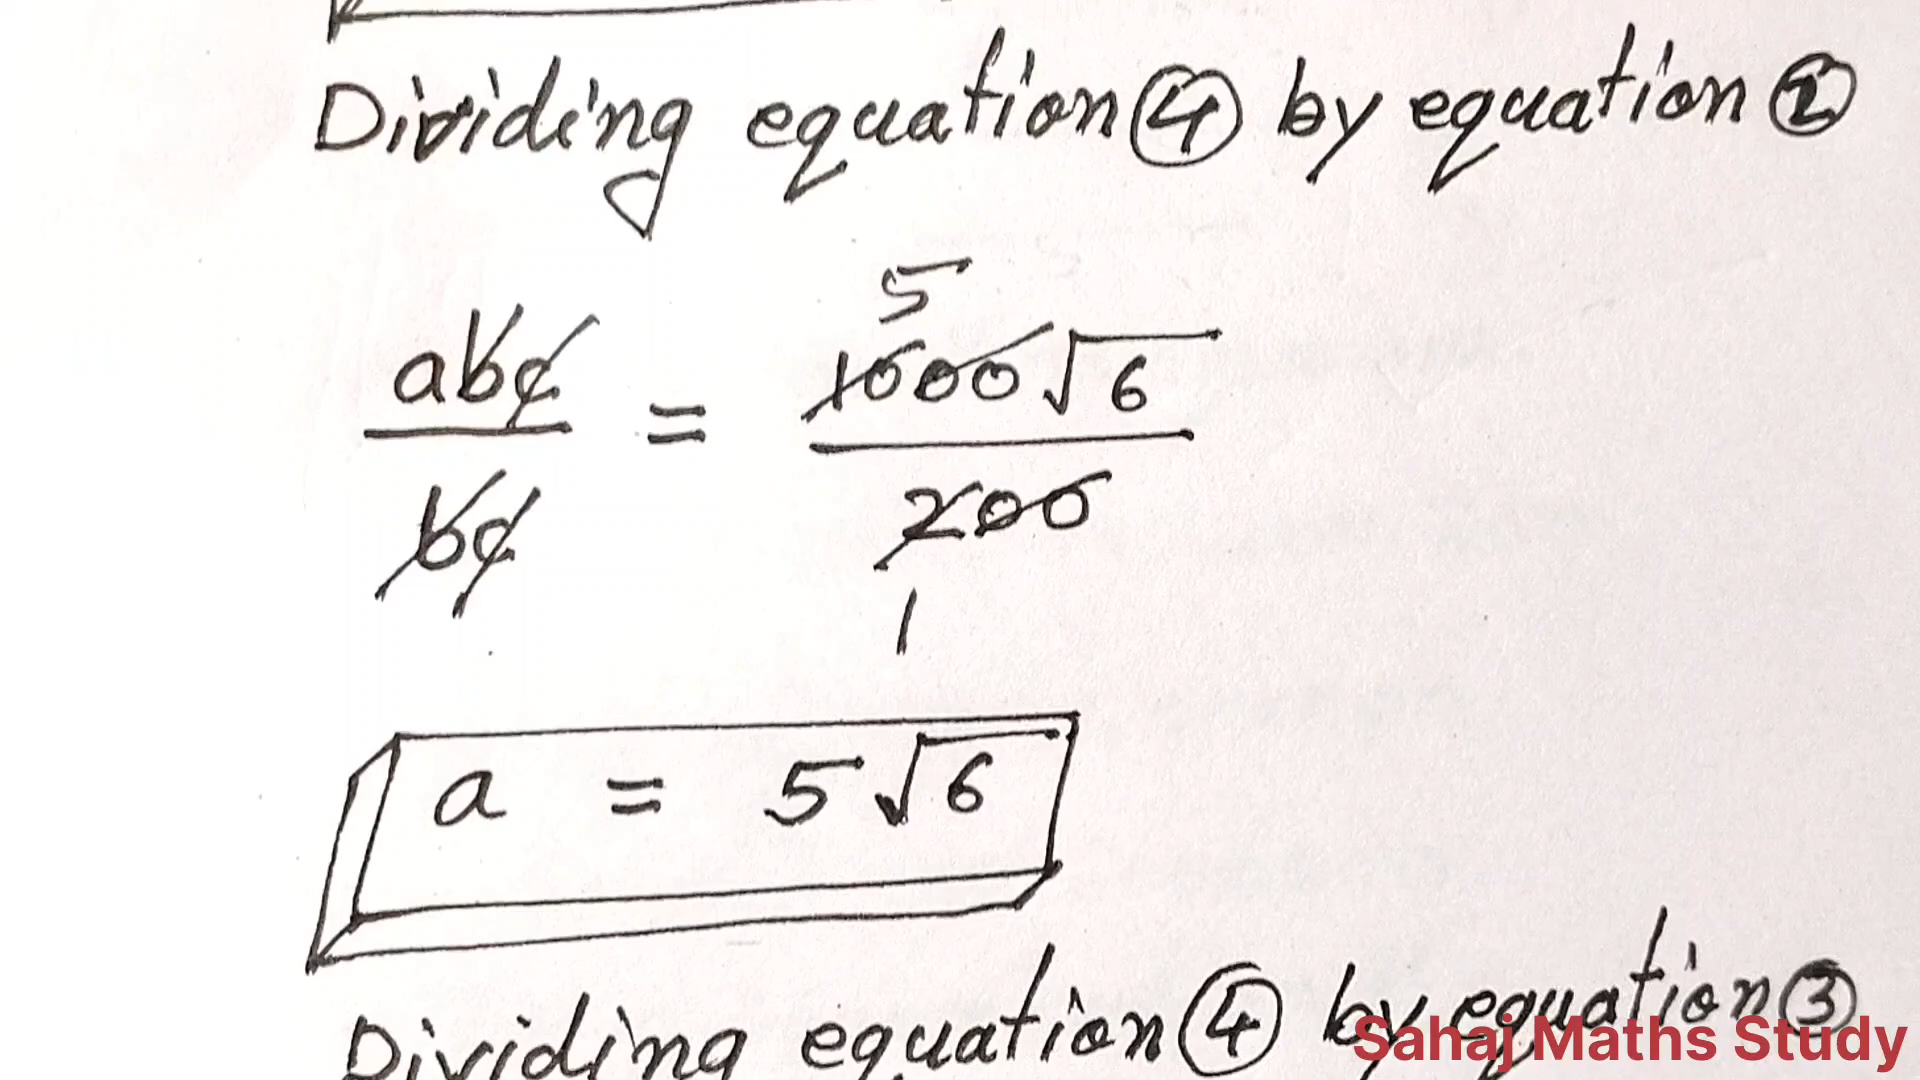 Dividing equation ④ by equation ②
5
abc/bc = 1000√6/200
1
a = 5√6
Dividing equation ④ by equation ③
Sahaj Maths Study